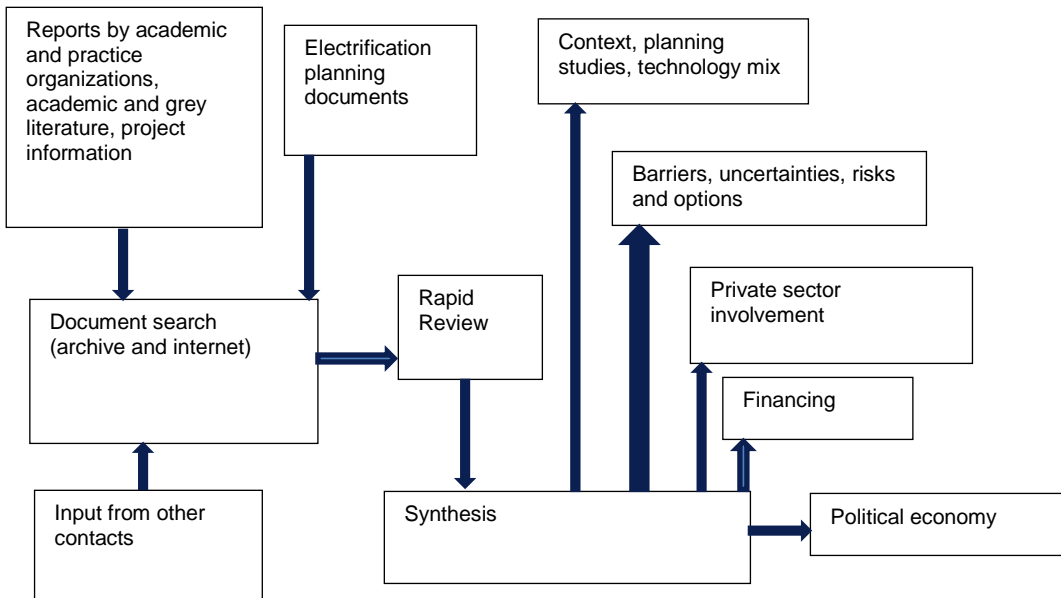 Reports by academic
and practice
organizations,
academic and grey
literature, project
information
Electrification
planning
documents
Context, planning
studies, technology mix
Barriers, uncertainties, risks
and options
Private sector
involvement
Rapid
Review
Document search
(archive and internet)
Financing
Input from other
contacts
Synthesis
Political economy